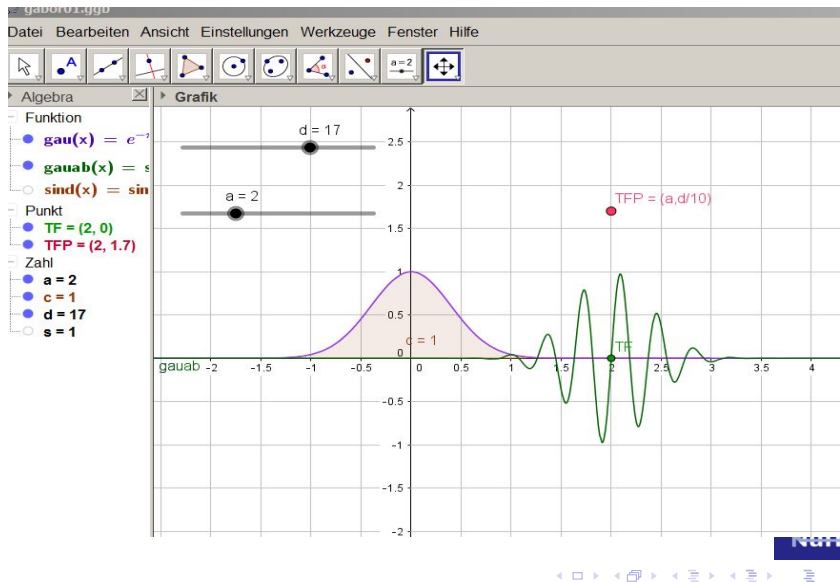 gabor01.ggb
Datei Bearbeiten Ansicht Einstellungen Werkzeuge Fenster Hilfe
A
a=2
Algebra
Grafik
Funktion
gau(x) = e⁻
gauab(x) = s
sind(x) = sin
Punkt
TF = (2, 0)
TFP = (2, 1.7)
Zahl
a = 2
c = 1
d = 17
s = 1
d = 17
a = 2
TFP = (a,d/10)
c = 1
TF
gauab
2.5
2
1.5
1
0.5
0
-0.5
-1
-1.5
-2
-2 -1.5 -1 -0.5 0 0.5 1 1.5 2 2.5 3 3.5 4